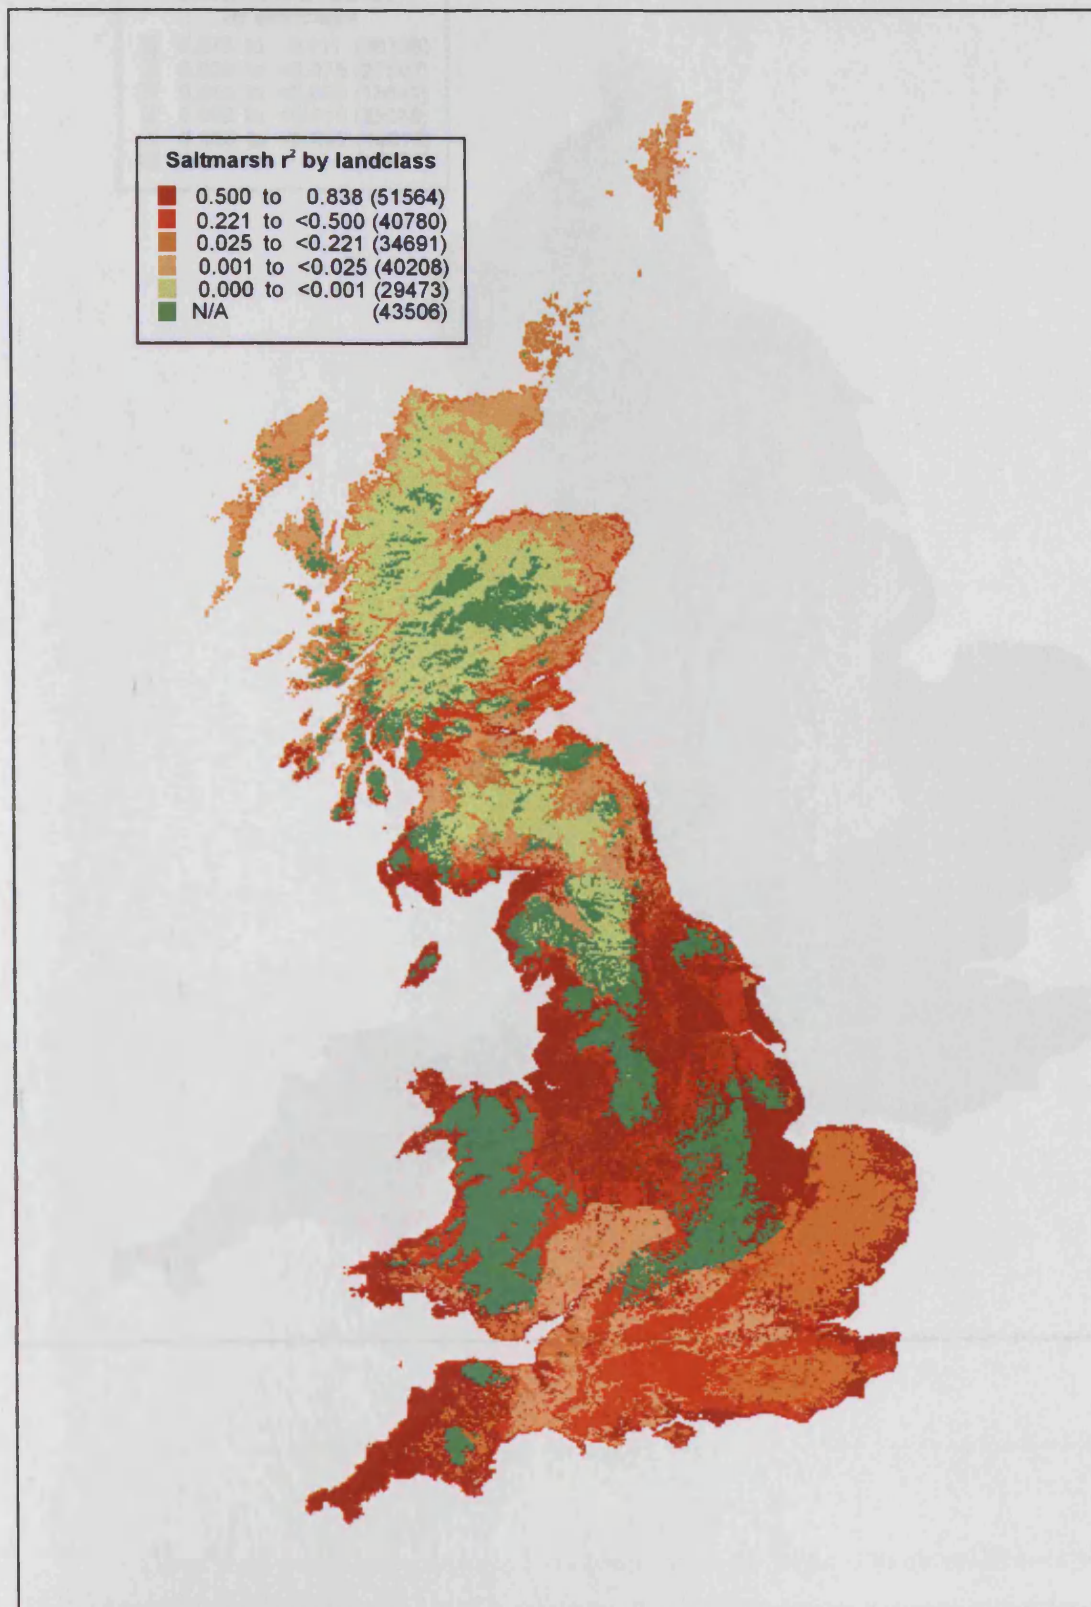 Saltmarsh r² by landclass
0.500 to 0.838 (51564)
0.221 to <0.500 (40780)
0.025 to <0.221 (34691)
0.001 to <0.025 (40208)
0.000 to <0.001 (29473)
N/A (43506)